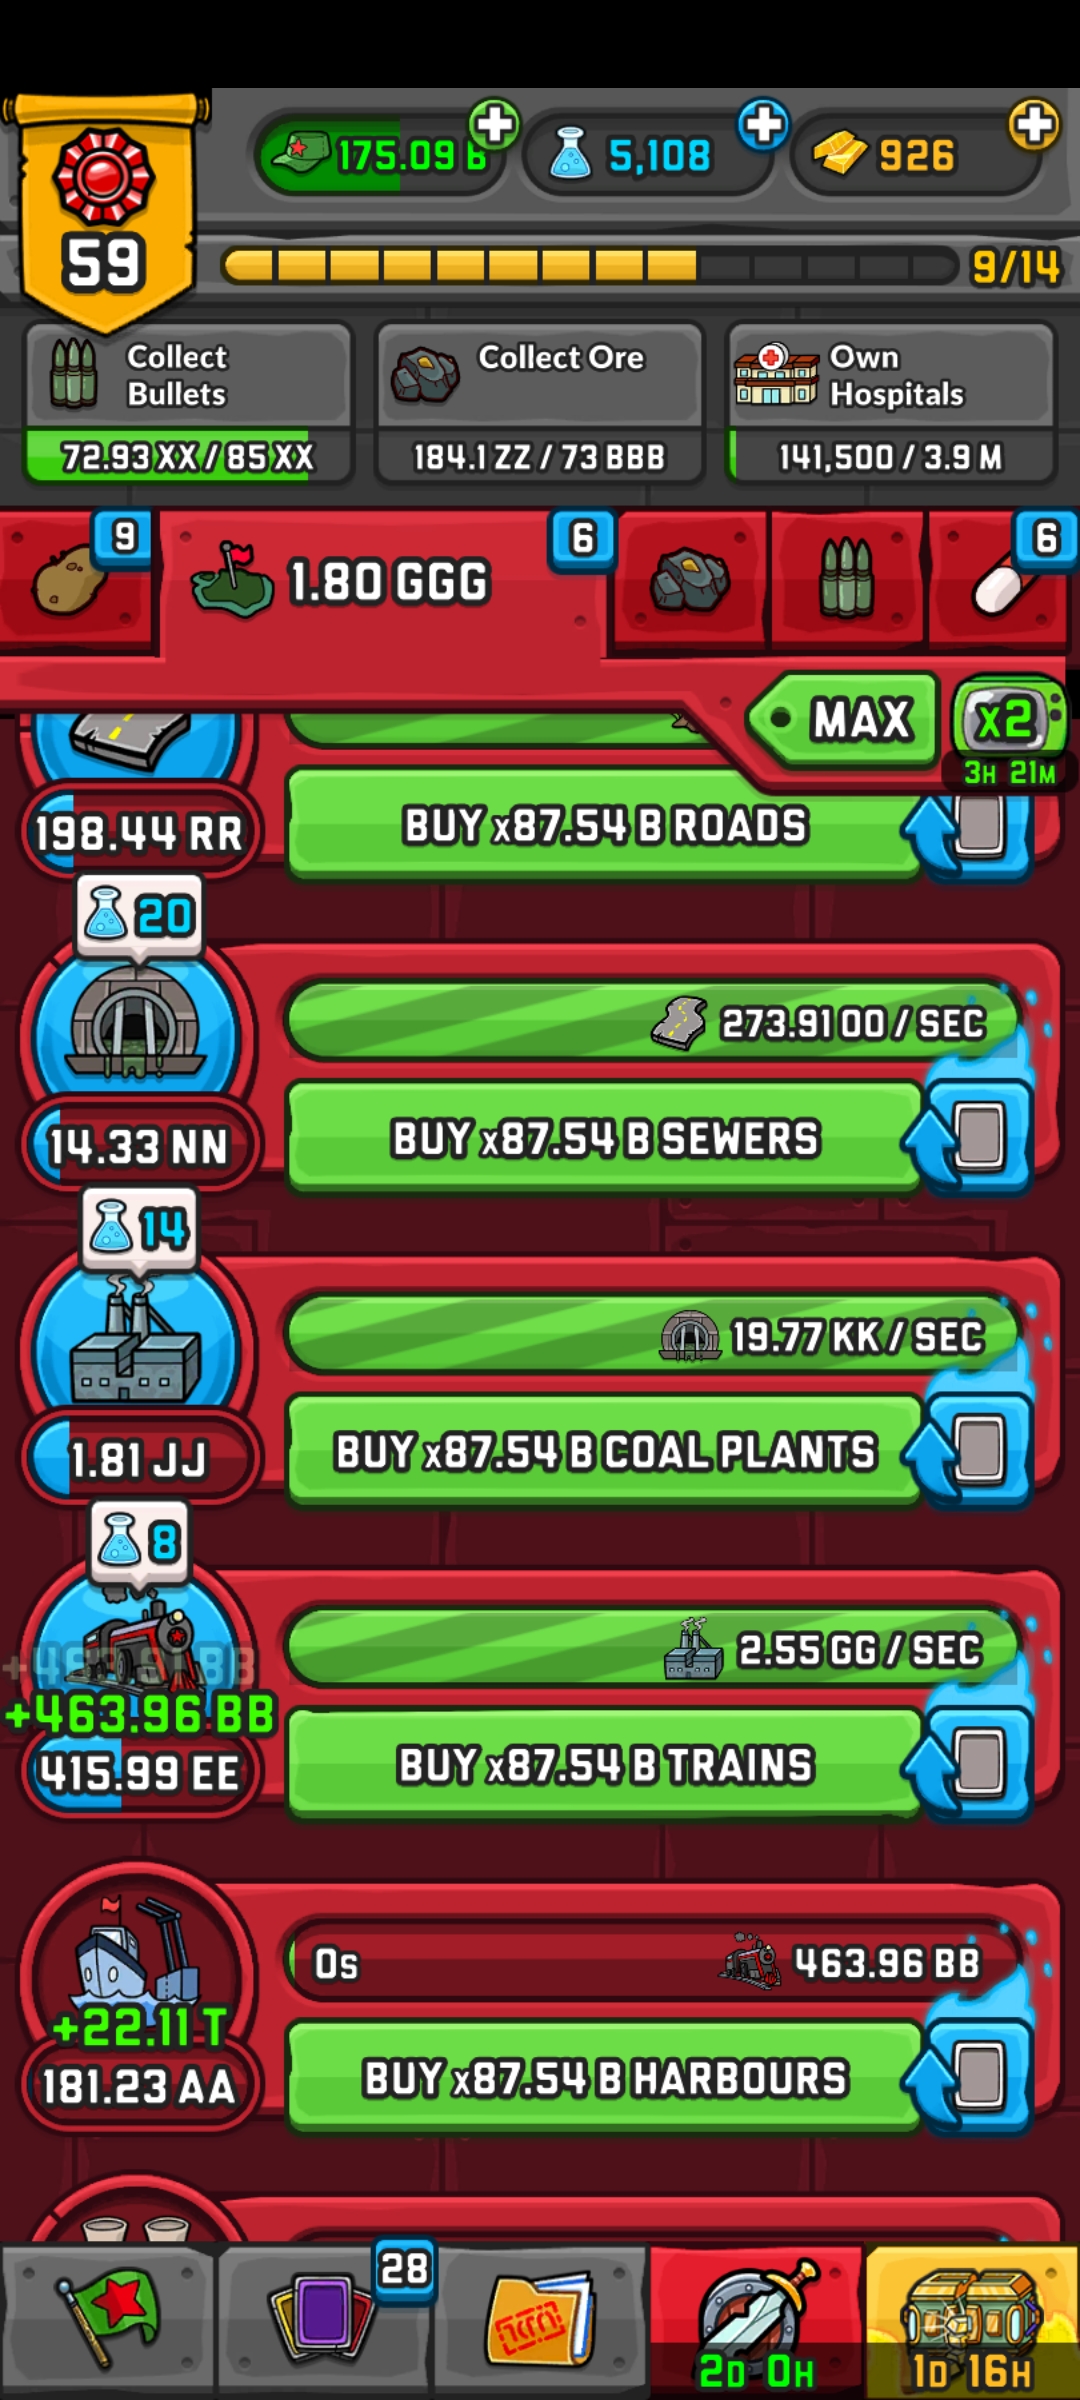 175.09 B
5,108
926
59
9/14
Collect Bullets
72.93 XX / 85 XX
Collect Ore
184.1 ZZ / 73 BBB
Own Hospitals
141,500 / 3.9 M
9
1.80 GGG
6
6
MAX
x2
3H 21M
198.44 RR
BUY x87.54 B ROADS
20
273.91 OO / SEC
14.33 NN
BUY x87.54 B SEWERS
14
19.77 KK / SEC
1.81 JJ
BUY x87.54 B COAL PLANTS
8
2.55 GG / SEC
+463.96 BB
415.99 EE
BUY x87.54 B TRAINS
0s
463.96 BB
+22.11 T
181.23 AA
BUY x87.54 B HARBOURS
28
2D 0H
1D 16H